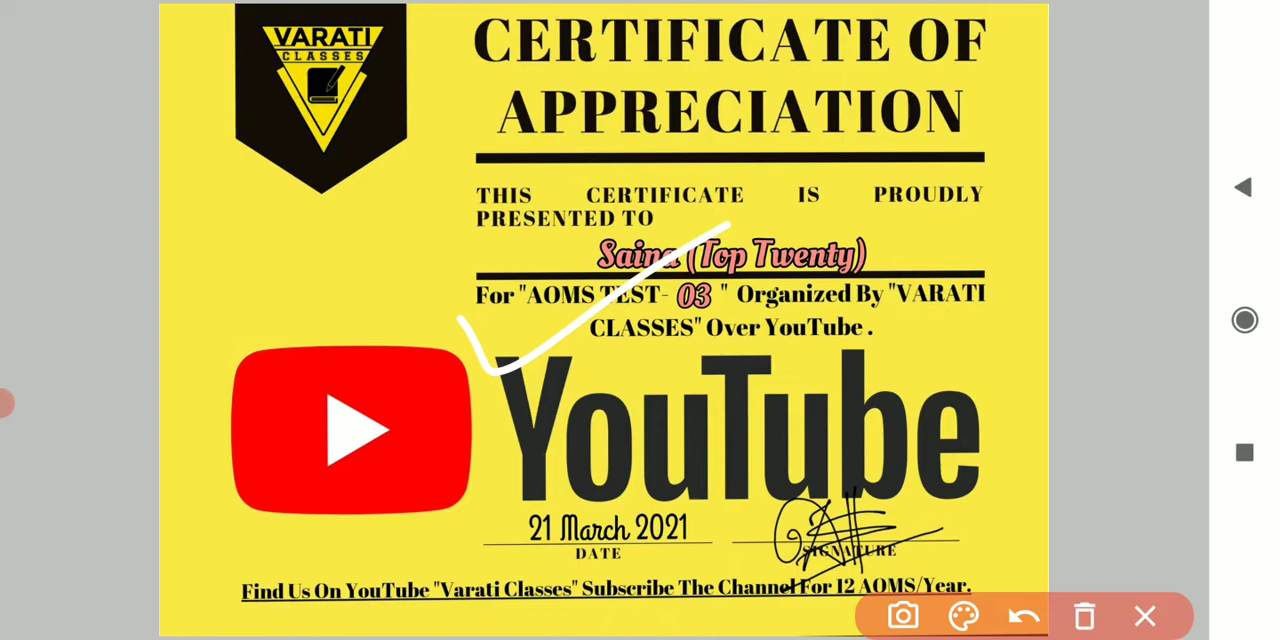 VARATI
CLASSES
CERTIFICATE OF
APPRECIATION
THIS CERTIFICATE IS PROUDLY
PRESENTED TO
Saina (Top Twenty)
For "AOMS TEST- 03 " Organized By "VARATI
CLASSES" Over YouTube .
YouTube
21 March 2021
DATE
SIGNATURE
Find Us On YouTube "Varati Classes" Subscribe The Channel For 12 AOMS/Year.